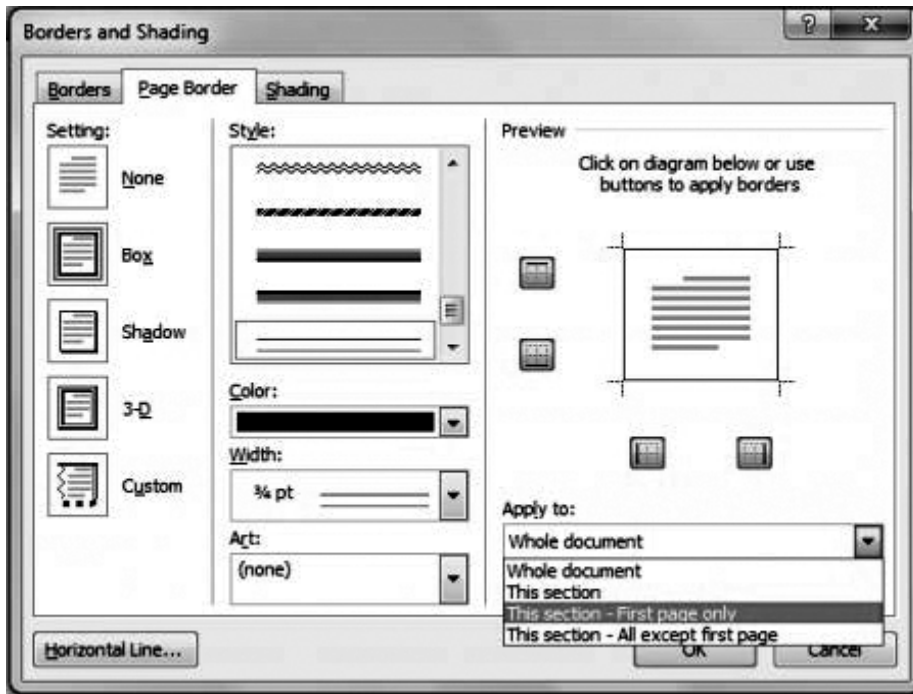 Borders and Shading
?
Borders
Page Border
Shading
Setting:
None
Box
Shadow
3-D
Custom
Style:
Color:
Width:
¾ pt
Art:
(none)
Preview
Click on diagram below or use
buttons to apply borders
Apply to:
Whole document
Whole document
This section
This section - First page only
This section - All except first page
Horizontal Line...
OK
Cancel